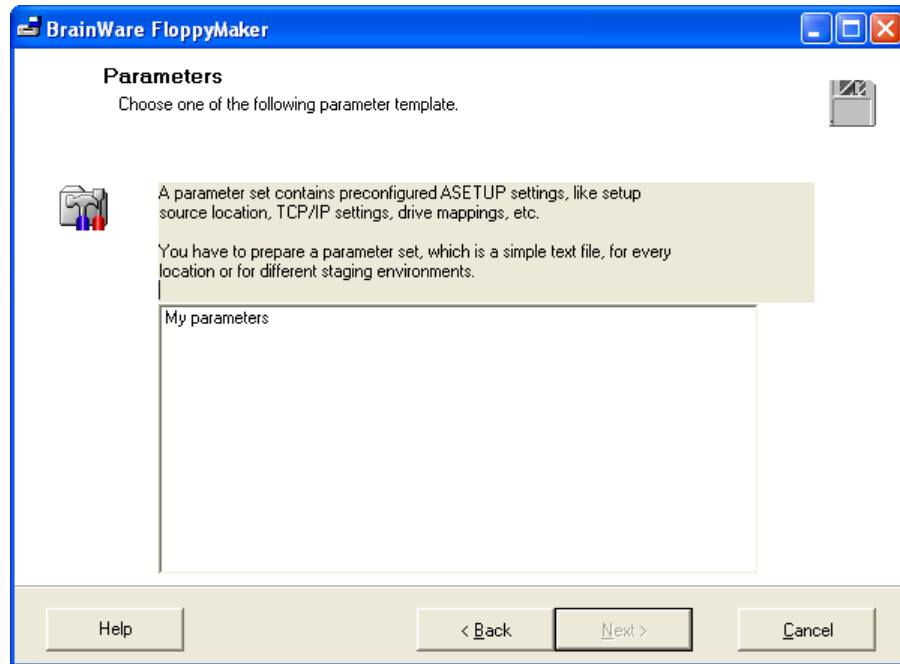 BrainWare FloppyMaker
Parameters
Choose one of the following parameter template.
A parameter set contains preconfigured ASETUP settings, like setup
source location, TCP/IP settings, drive mappings, etc.
You have to prepare a parameter set, which is a simple text file, for every
location or for different staging environments.
My parameters
Help
< Back
Next >
Cancel